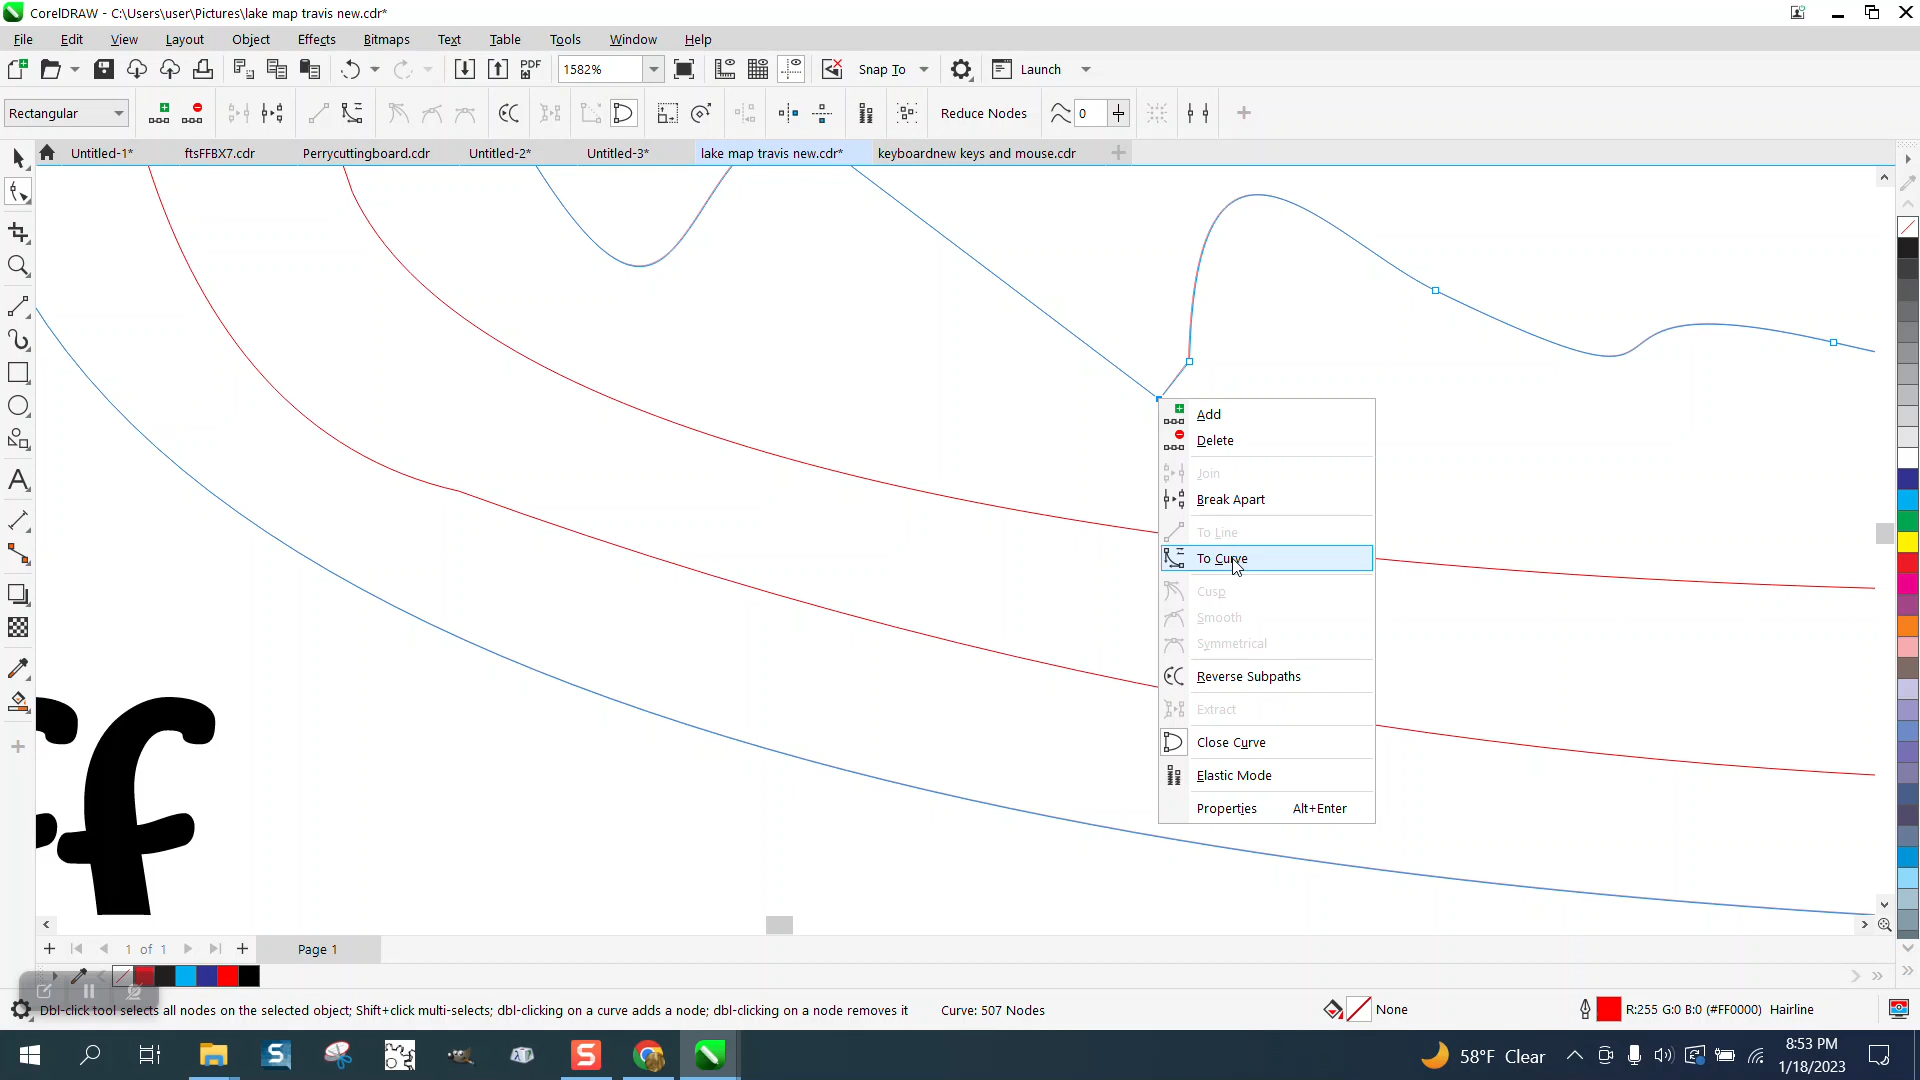 CorelDRAW - C:\Users\user\Pictures\lake map travis new.cdr*
File Edit View Layout Object Effects Bitmaps Text Table Tools Window Help
PDF 1582% Snap To Launch
Rectangular Reduce Nodes 0
Untitled-1* ftsFFBX7.cdr Perrycuttingboard.cdr Untitled-2* Untitled-3* lake map travis new.cdr* keyboardnew keys and mouse.cdr
Add
Delete
Join
Break Apart
To Line
To Curve
Cusp
Smooth
Symmetrical
Reverse Subpaths
Extract
Close Curve
Elastic Mode
Properties Alt+Enter
f
1 of 1 Page 1
Dbl-click tool selects all nodes on the selected object; Shift+click multi-selects; dbl-clicking on a curve adds a node; dbl-clicking on a node removes it Curve: 507 Nodes None R:255 G:0 B:0 (#FF0000) Hairline
58°F Clear 8:53 PM
1/18/2023